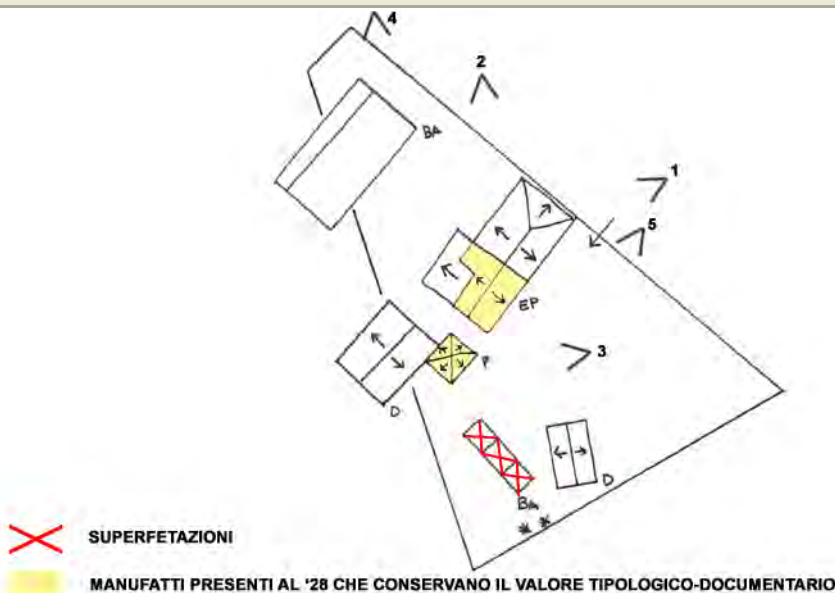 4
2
BA
1
5
EP
3
P
D
D
BA
SUPERFETAZIONI
MANUFATTI PRESENTI AL '28 CHE CONSERVANO IL VALORE TIPOLOGICO-DOCUMENTARIO